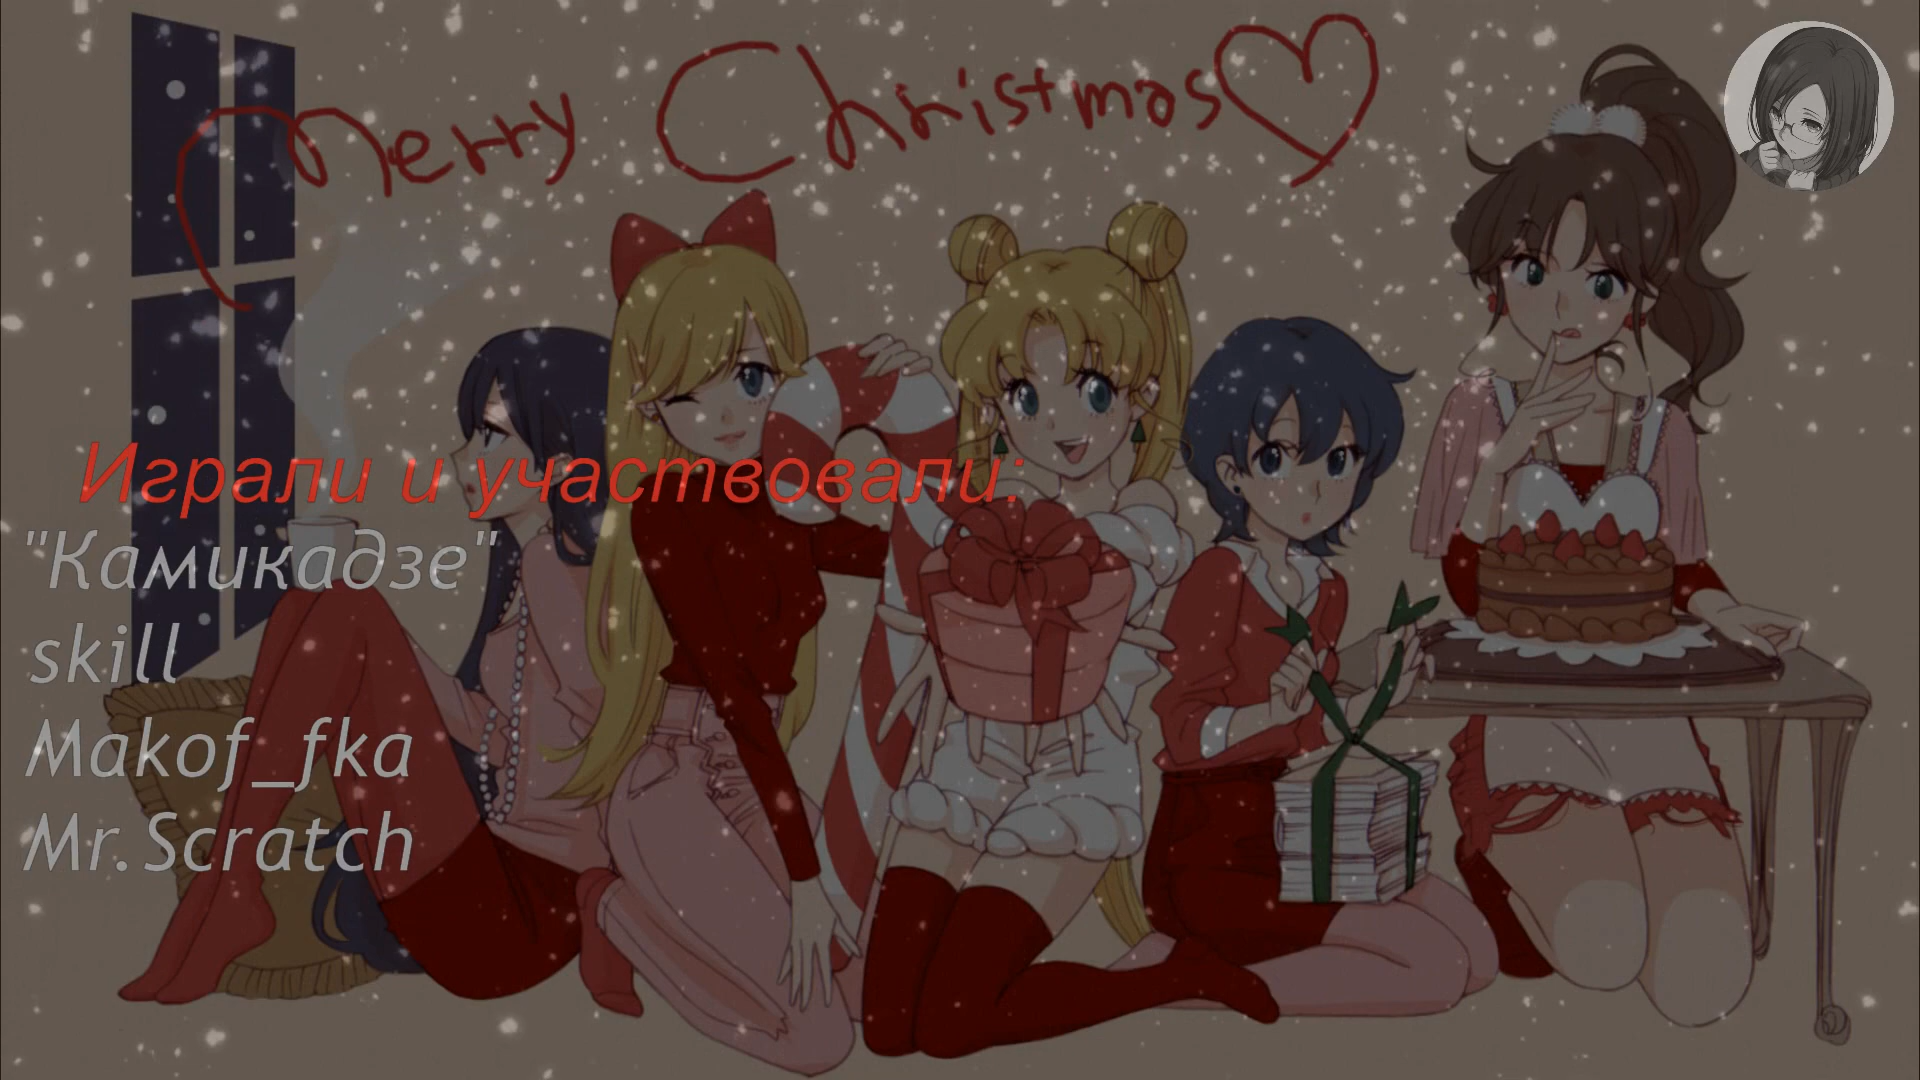 Merry Christmas
Играли и участвовали:
"Камикадзе"
skill
Makof_fka
Mr.Scratch